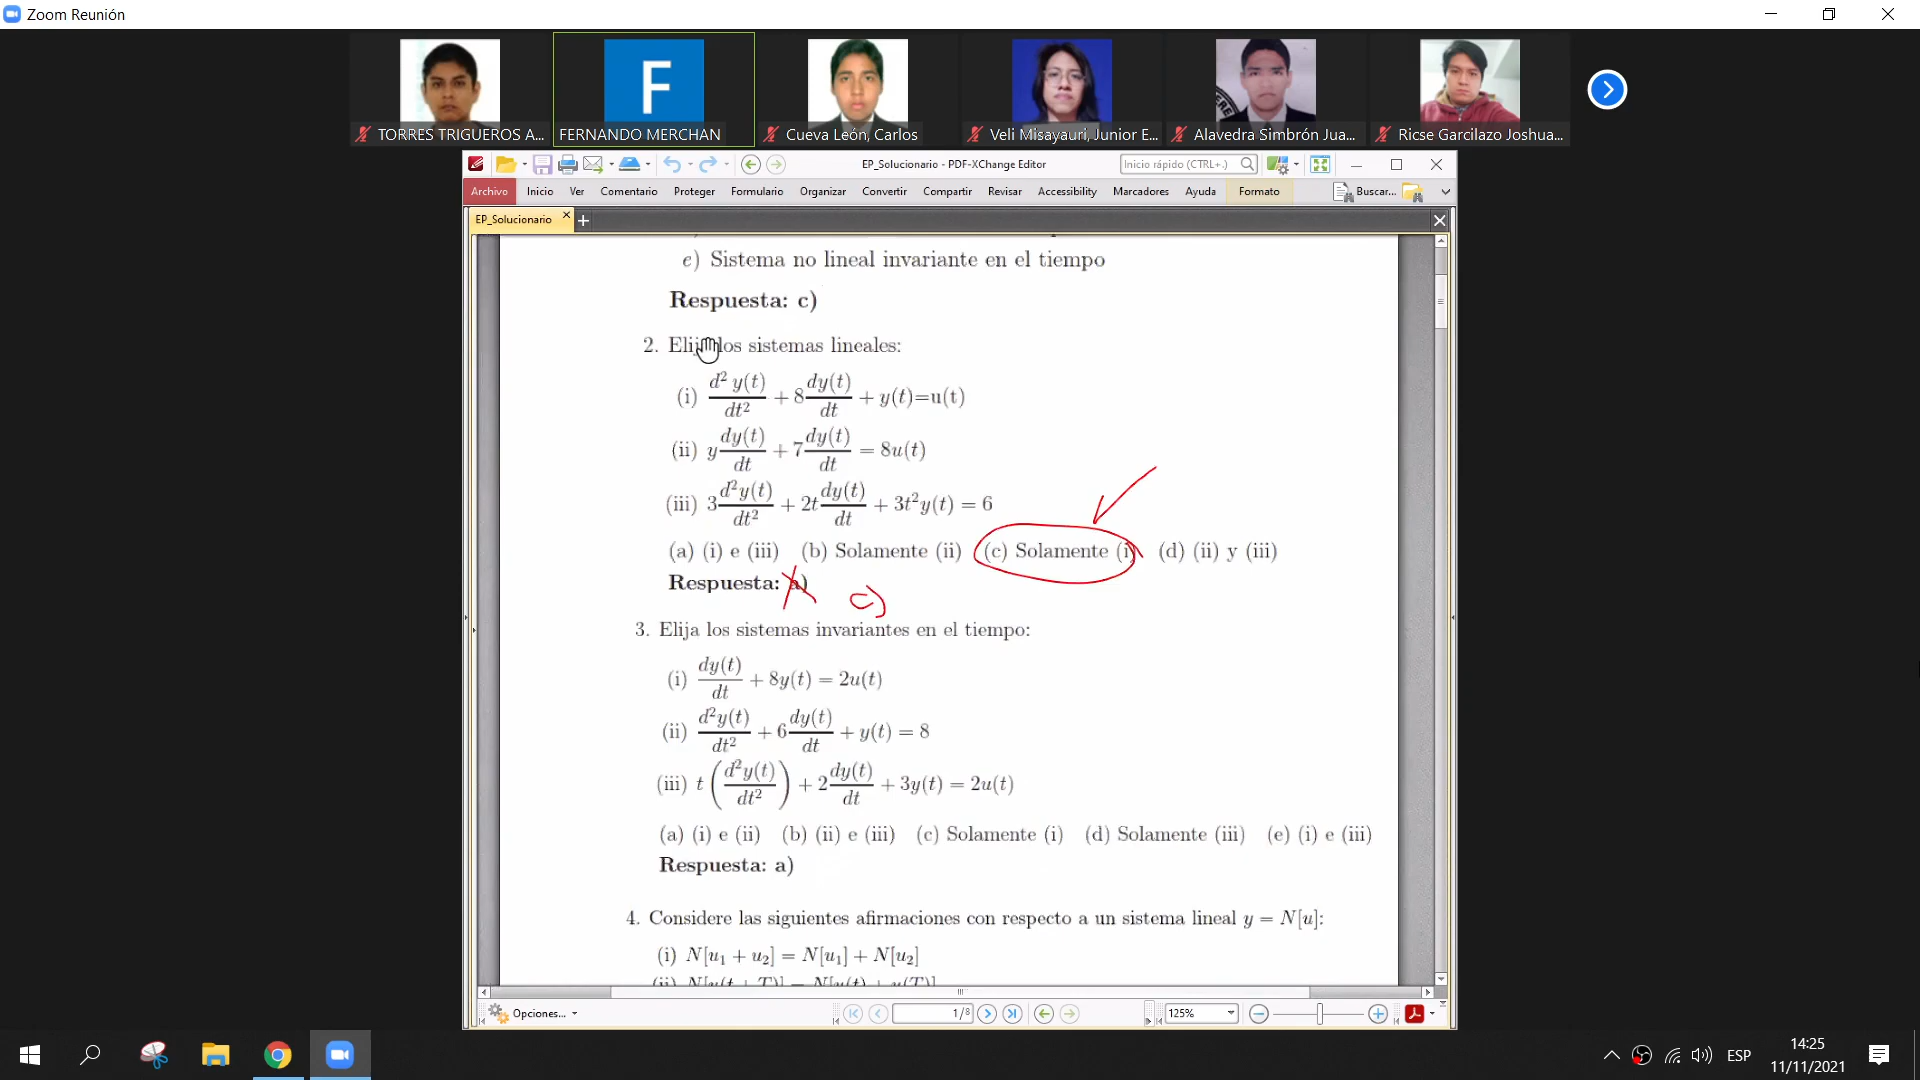 Zoom Reunión
F
TORRES TRIGUEROS A...
FERNANDO MERCHAN
Cueva León, Carlos
Veli Misayauri, Junior E...
Alavedra Simbrón Jua...
Ricse Garcilazo Joshua...
EP_Solucionario - PDF-XChange Editor
Inicio rápido (CTRL+.)
Archivo Inicio Ver Comentario Proteger Formulario Organizar Convertir Compartir Revisar Accessibility Marcadores Ayuda Formato Buscar...
EP_Solucionario
e) Sistema no lineal invariante en el tiempo
Respuesta: c)
2. Elija los sistemas lineales:
(i) d² y(t)/dt² + 8 dy(t)/dt + y(t)=u(t)
(ii) y dy(t)/dt + 7 dy(t)/dt = 8u(t)
(iii) 3 d²y(t)/dt² + 2t dy(t)/dt + 3t²y(t) = 6
(a) (i) e (iii) (b) Solamente (ii) (c) Solamente (i) (d) (ii) y (iii)
Respuesta: a) c)
3. Elija los sistemas invariantes en el tiempo:
(i) dy(t)/dt + 8y(t) = 2u(t)
(ii) d²y(t)/dt² + 6 dy(t)/dt + y(t) = 8
(iii) t (d²y(t)/dt²) + 2 dy(t)/dt + 3y(t) = 2u(t)
(a) (i) e (ii) (b) (ii) e (iii) (c) Solamente (i) (d) Solamente (iii) (e) (i) e (iii)
Respuesta: a)
4. Considere las siguientes afirmaciones con respecto a un sistema lineal y = N[u]:
(i) N[u₁ + u₂] = N[u₁] + N[u₂]
(ii) N[u(t + T)] = N[u(t) + u(T)]
Opciones...
1/8
125%
ESP
14:25
11/11/2021